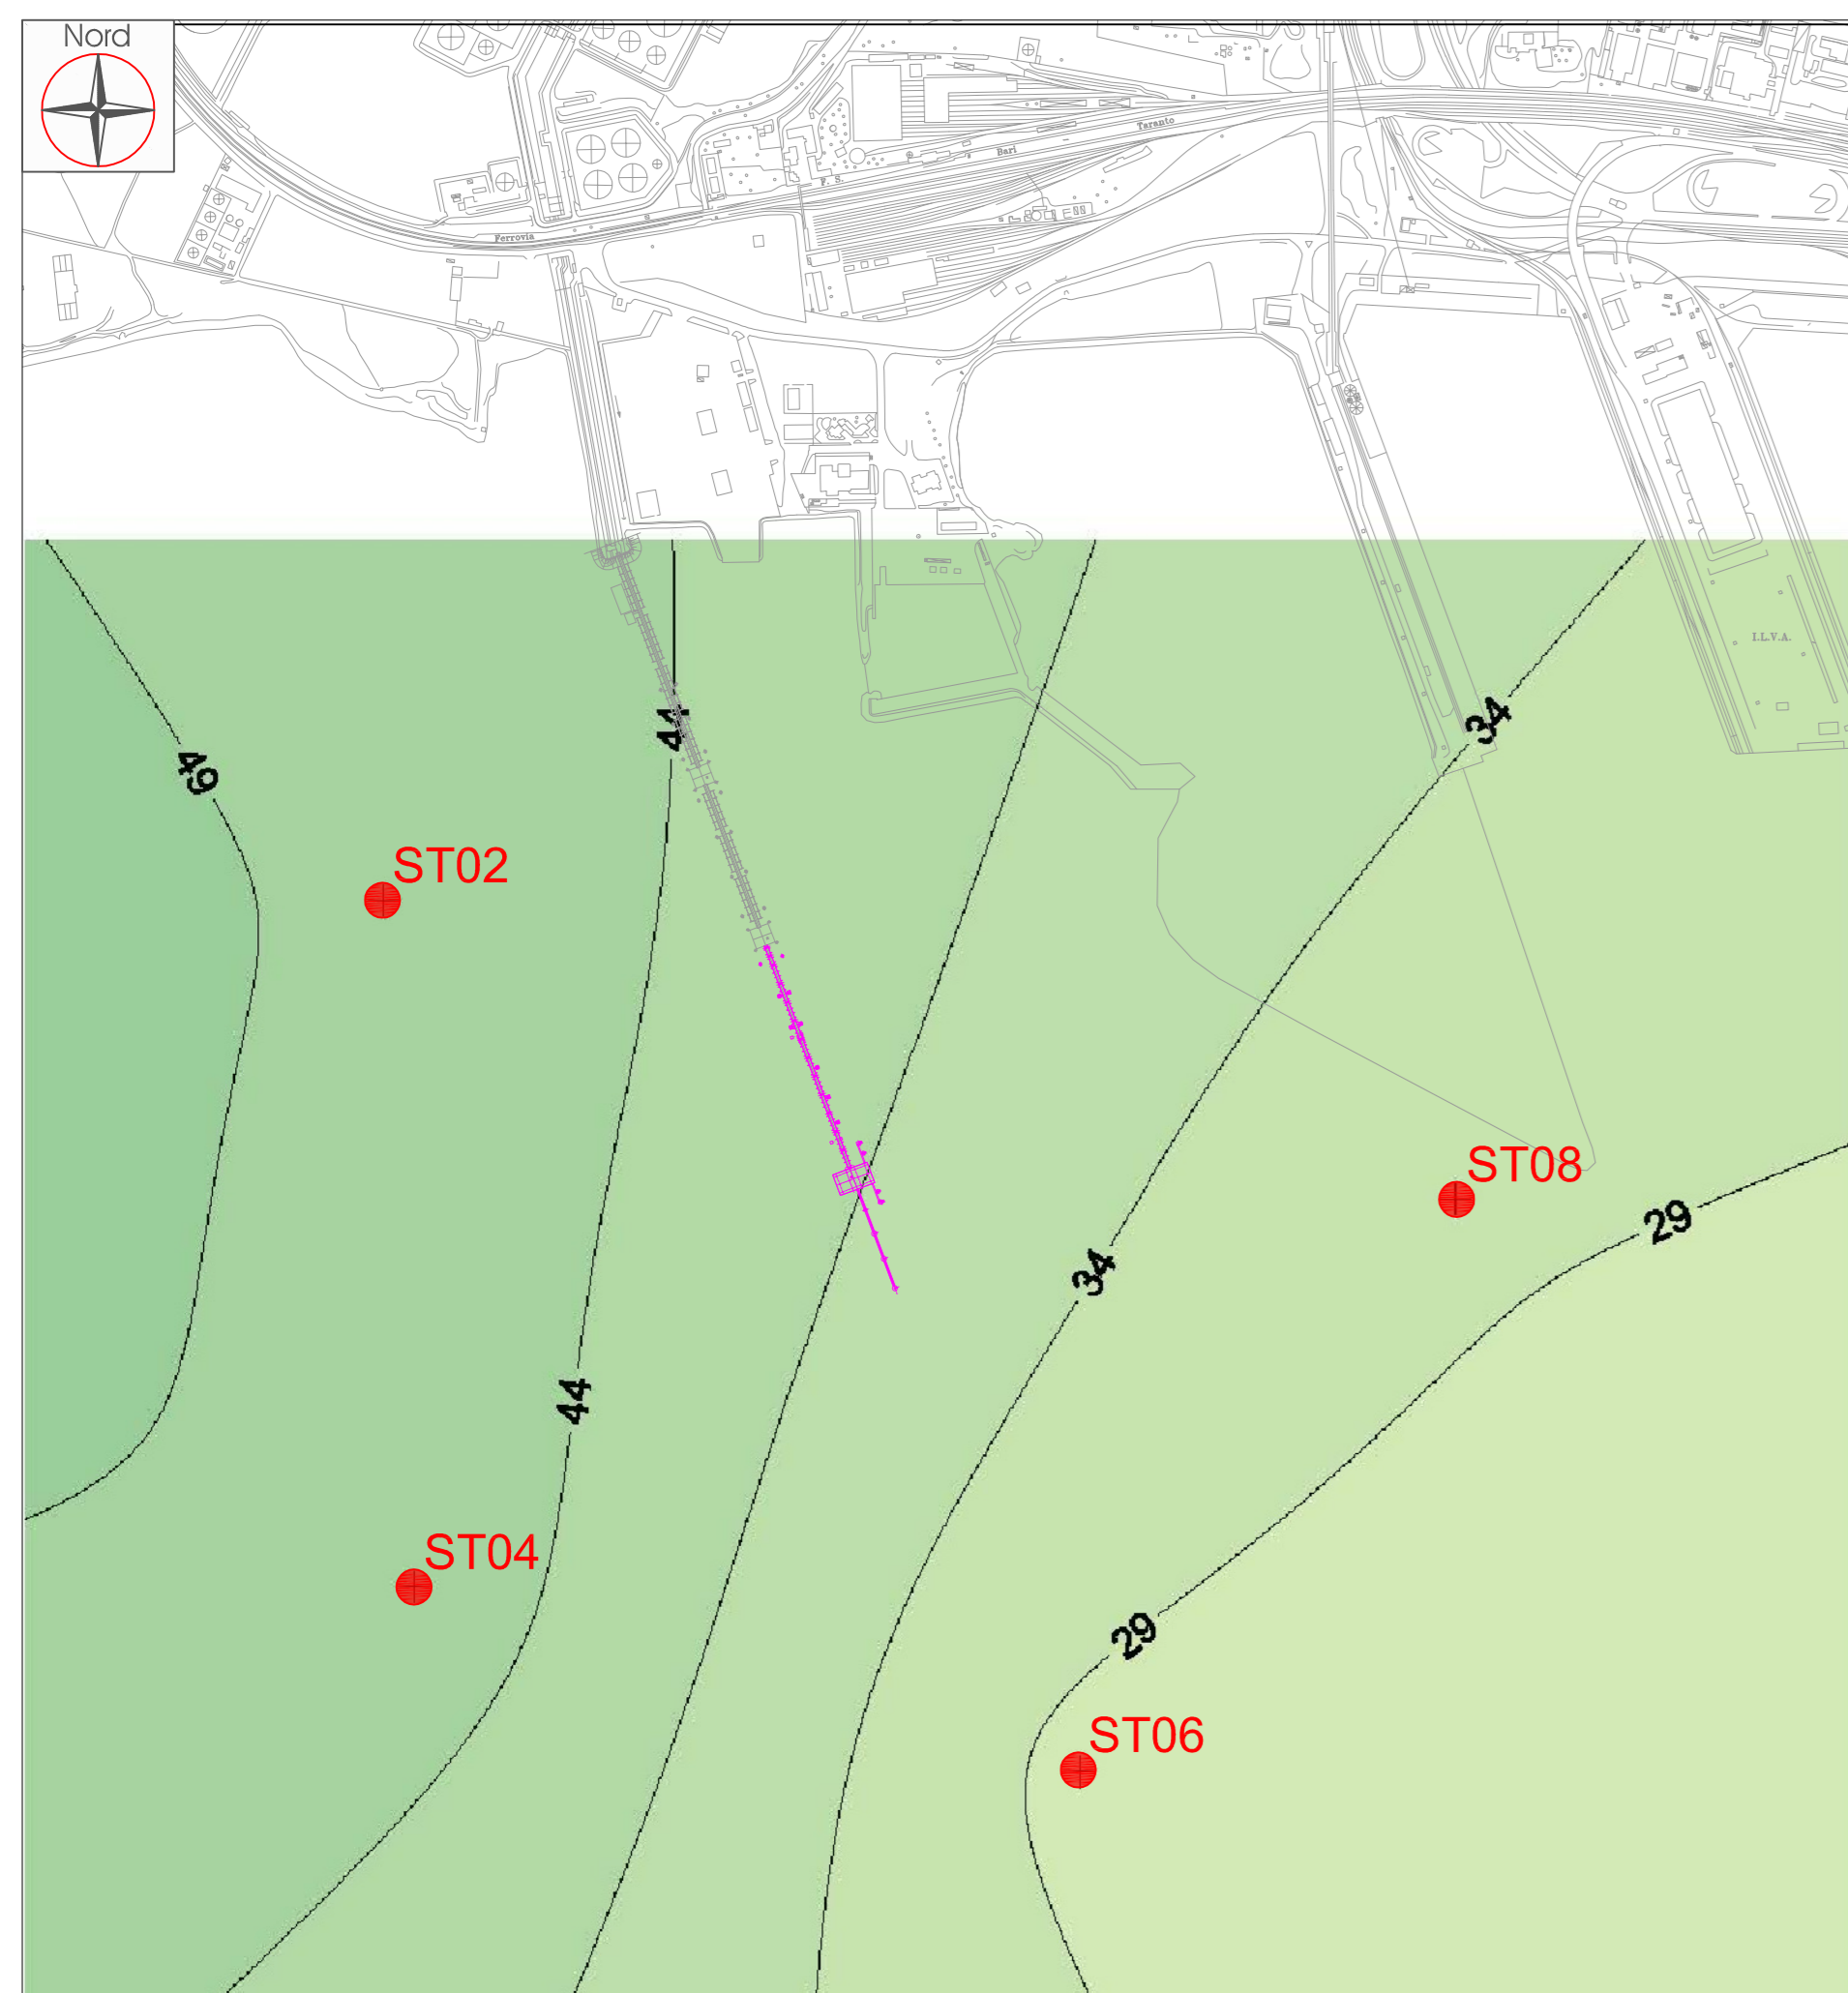 Nord
Taranto
Bari
F. S.
Ferrovia
I.L.V.A.
44
34
49
ST02
ST08
29
34
44
ST04
29
ST06